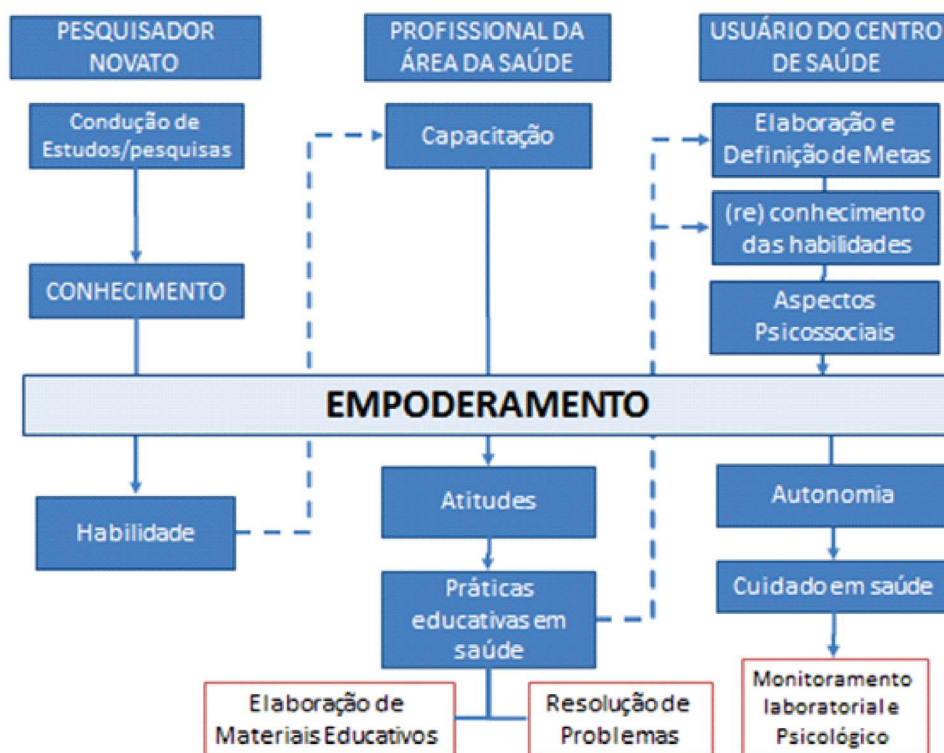 PESQUISADOR
NOVATO
PROFISSIONAL DA
ÁREA DA SAÚDE
USUÁRIO DO CENTRO
DE SAÚDE
Condução de
Estudos/pesquisas
Capacitação
Elaboração e
Definição de Metas
(re) conhecimento
das habilidades
CONHECIMENTO
Aspectos
Psicossociais
EMPODERAMENTO
Habilidade
Atitudes
Autonomia
Práticas
educativas em
saúde
Cuidado em saúde
Elaboração de
Materiais Educativos
Resolução de
Problemas
Monitoramento
laboratorial e
Psicológico